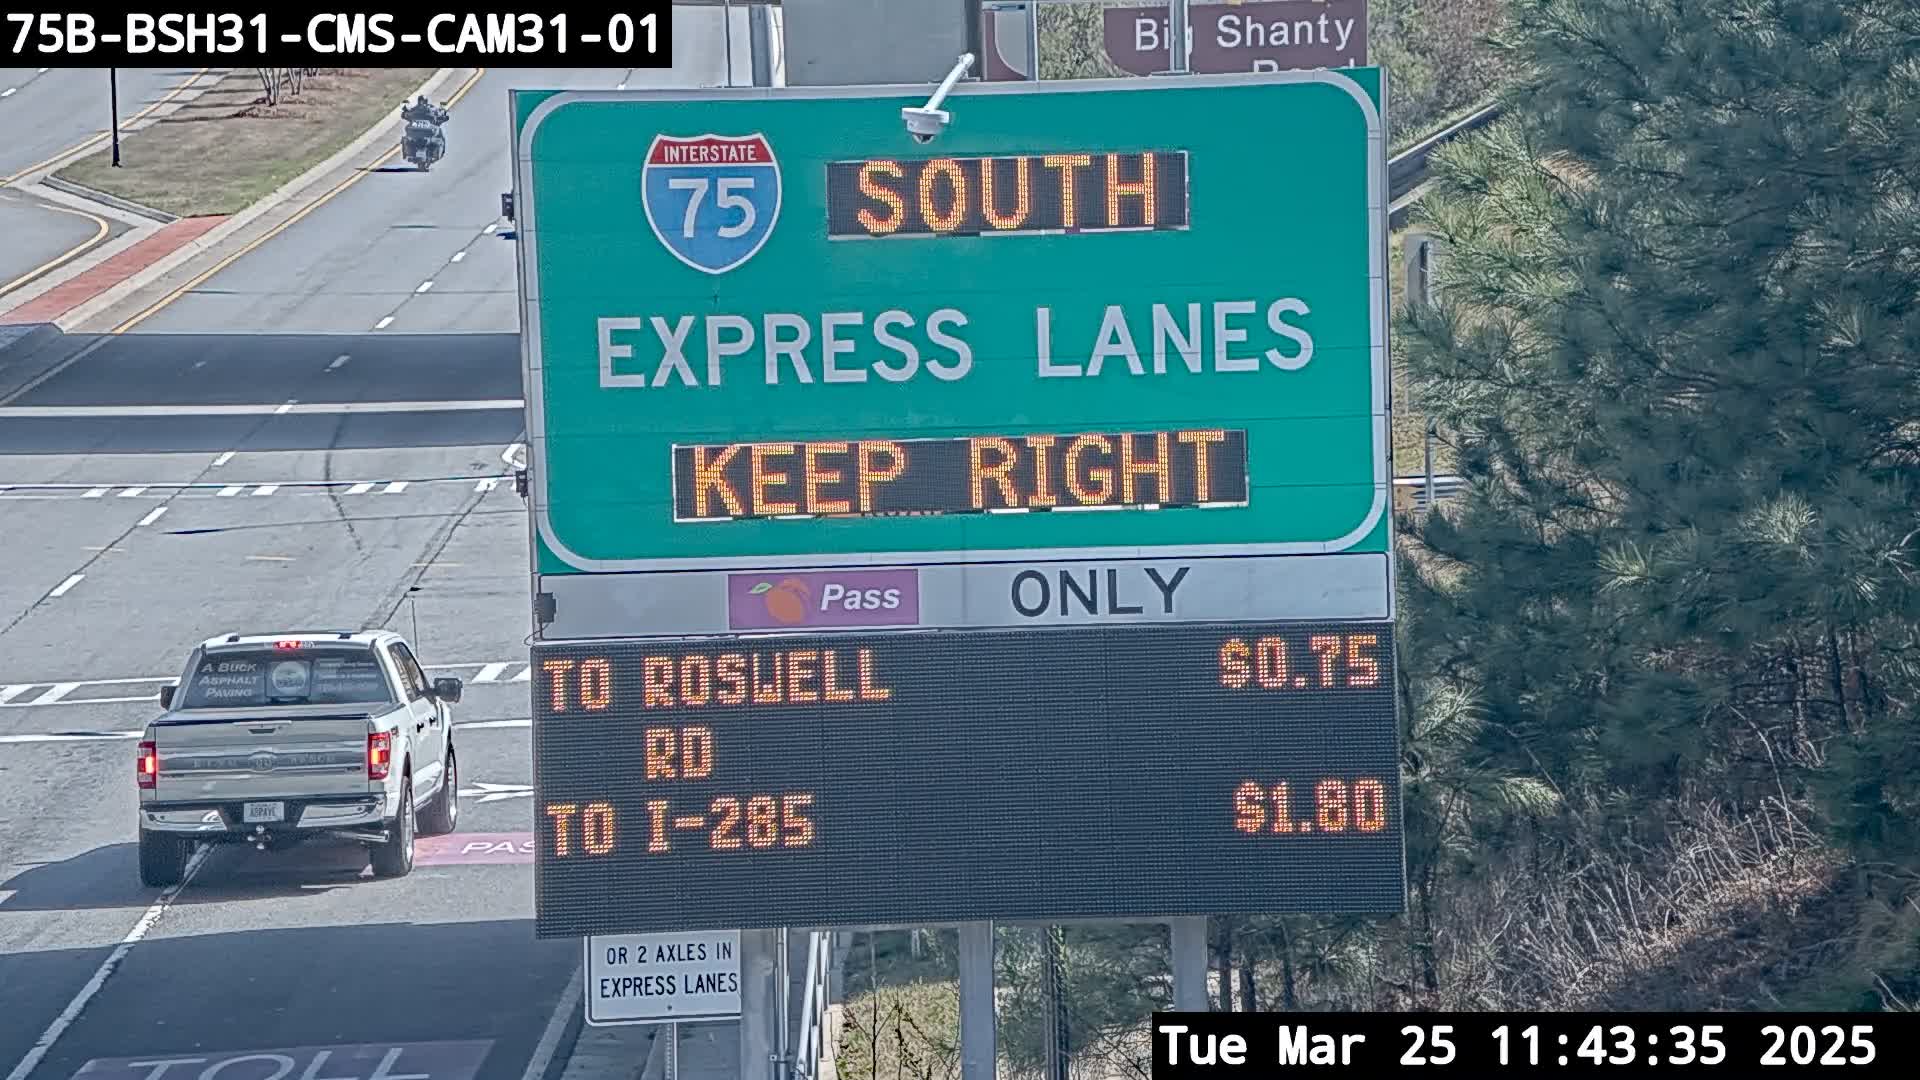 75B-BSH31-CMS-CAM31-01
Big Shanty
Road
INTERSTATE
75
SOUTH
EXPRESS LANES
KEEP RIGHT
Pass
ONLY
TO ROSWELL $0.75
RD
TO I-285 $1.80
A BUCK
ASPHALT
PAVING
PAS
OR 2 AXLES IN
EXPRESS LANES
TOLL
Tue Mar 25 11:43:35 2025